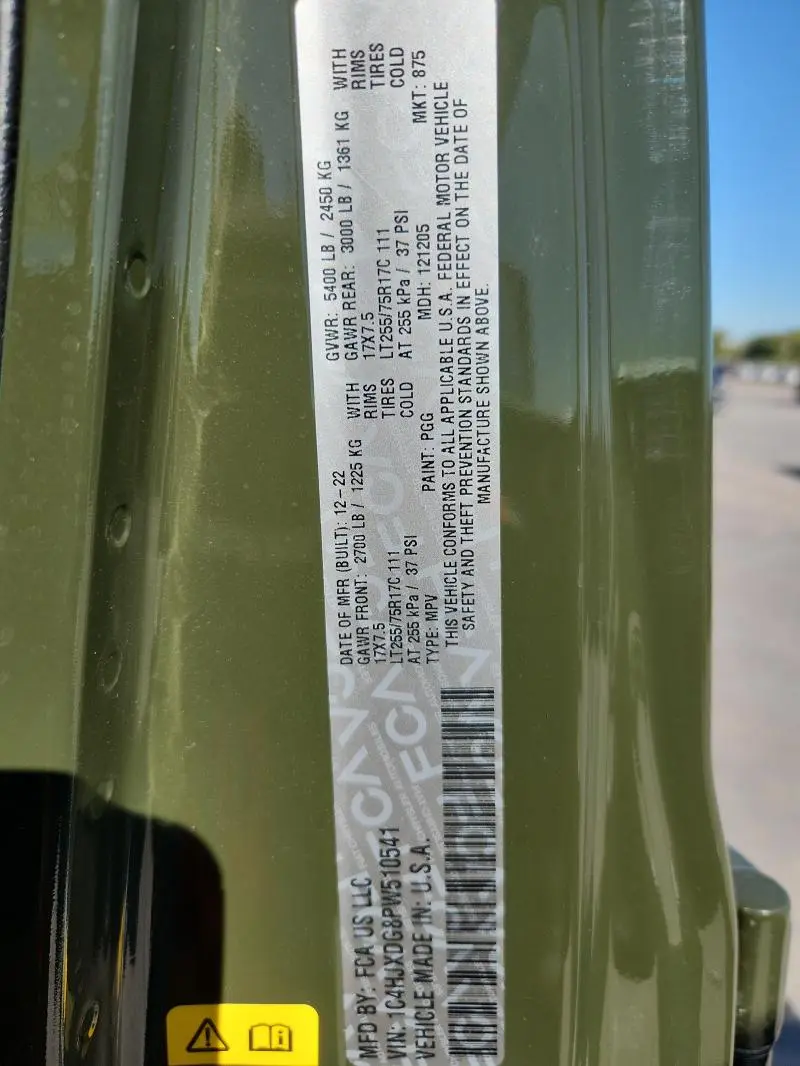 MFD BY: FCA US LLC
DATE OF MFR (BUILT): 12-22
GVWR: 5400 LB / 2450 KG
GAWR FRONT: 2700 LB / 1225 KG WITH
17X7.5 RIMS
LT255/75R17C 111 TIRES
AT 255 kPa / 37 PSI COLD
GAWR REAR: 3000 LB / 1361 KG WITH
17X7.5 RIMS
LT255/75R17C 111 TIRES
AT 255 kPa / 37 PSI COLD
VIN: 1C4HJXDG8PW510541
TYPE: MPV
PAINT: PGG
MDH: 121205
MKT: 875
VEHICLE MADE IN: U.S.A.
THIS VEHICLE CONFORMS TO ALL APPLICABLE U.S.A. FEDERAL MOTOR VEHICLE
SAFETY AND THEFT PREVENTION STANDARDS IN EFFECT ON THE DATE OF
MANUFACTURE SHOWN ABOVE.
FCA
FCA